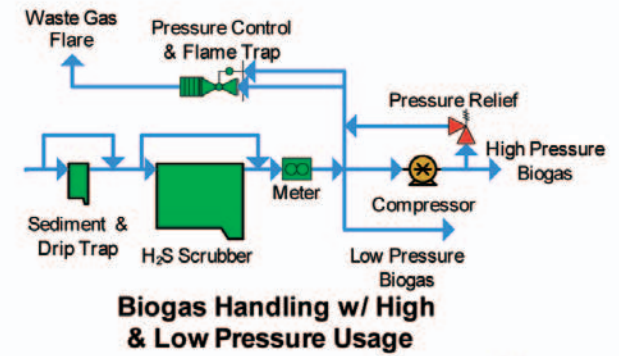 Waste Gas
Flare
Pressure Control
& Flame Trap
Pressure Relief
High Pressure
Biogas
Meter
Compressor
Sediment &
Drip Trap
H₂S Scrubber
Low Pressure
Biogas
Biogas Handling w/ High
& Low Pressure Usage